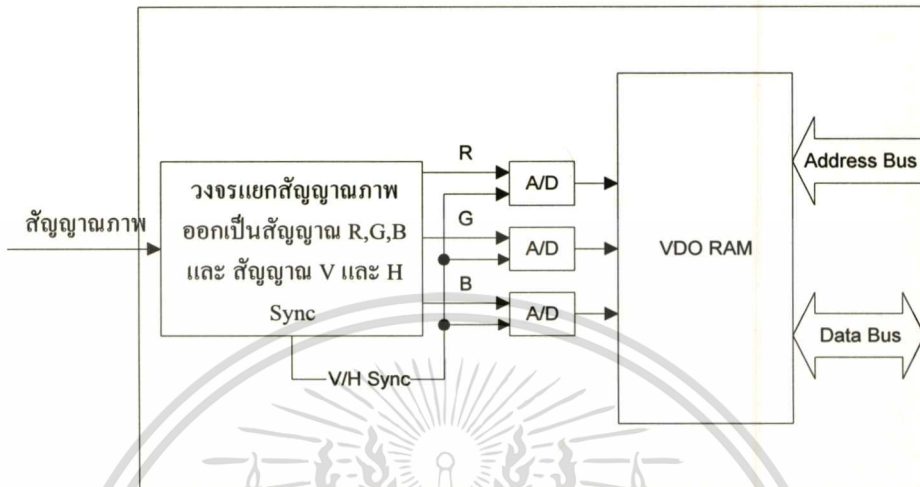 สัญญาณภาพ
วงจรแยกสัญญาณภาพ
ออกเป็นสัญญาณ R,G,B
และ สัญญาณ V และ H
Sync
R
G
B
V/H Sync
A/D
A/D
A/D
VDO RAM
Address Bus
Data Bus